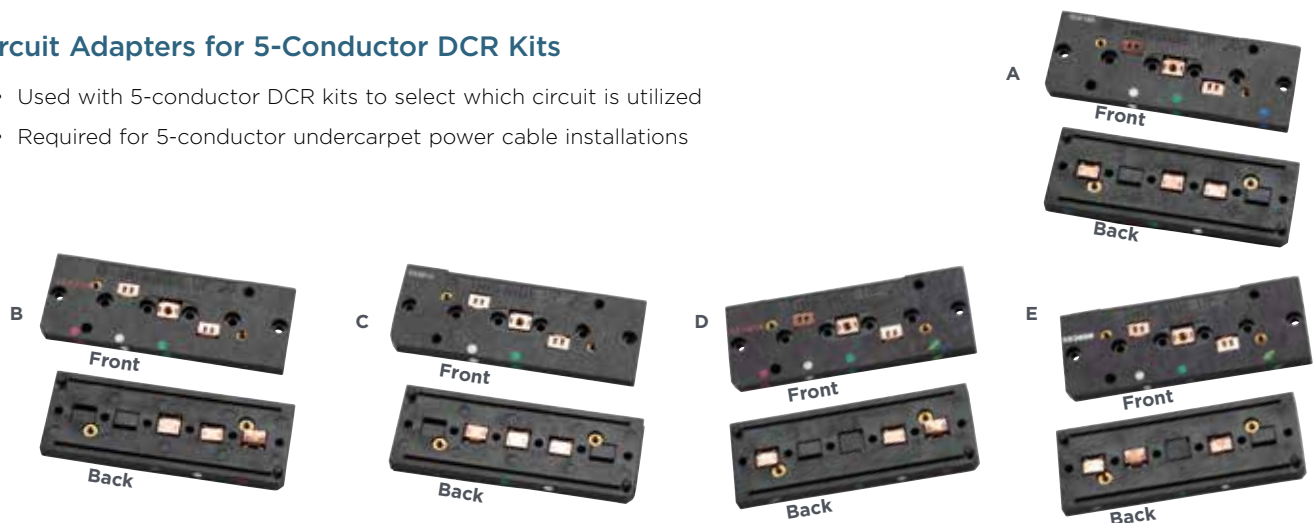 rcuit Adapters for 5-Conductor DCR Kits
• Used with 5-conductor DCR kits to select which circuit is utilized
• Required for 5-conductor undercarpet power cable installations
A
Front
Back
B
Front
Back
C
Front
Back
D
Front
Back
E
Front
Back